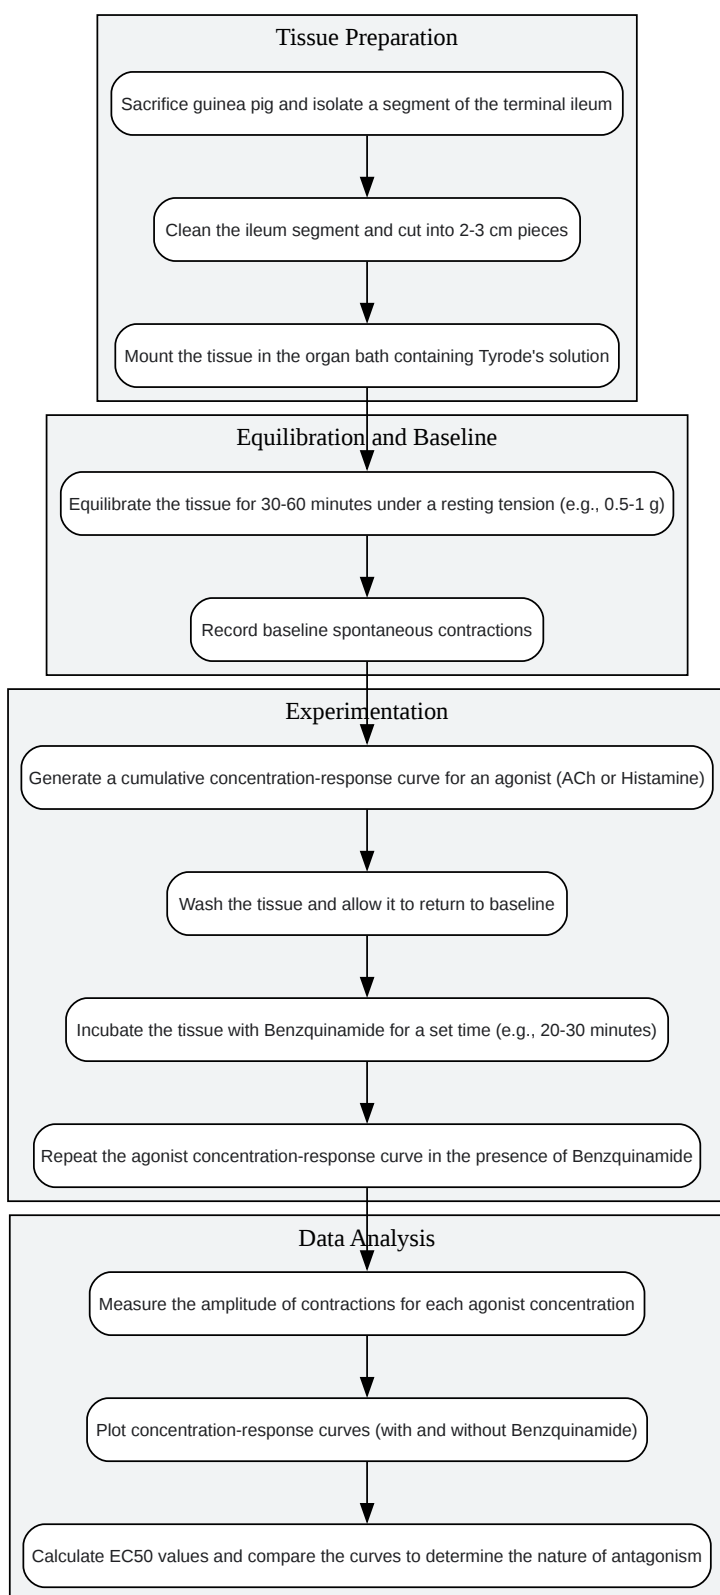 Tissue Preparation
Sacrifice guinea pig and isolate a segment of the terminal ileum
Clean the ileum segment and cut into 2-3 cm pieces
Mount the tissue in the organ bath containing Tyrode's solution
Equilibration and Baseline
Equilibrate the tissue for 30-60 minutes under a resting tension (e.g., 0.5-1 g)
Record baseline spontaneous contractions
Experimentation
Generate a cumulative concentration-response curve for an agonist (ACh or Histamine)
Wash the tissue and allow it to return to baseline
Incubate the tissue with Benzquinamide for a set time (e.g., 20-30 minutes)
Repeat the agonist concentration-response curve in the presence of Benzquinamide
Data Analysis
Measure the amplitude of contractions for each agonist concentration
Plot concentration-response curves (with and without Benzquinamide)
Calculate EC50 values and compare the curves to determine the nature of antagonism